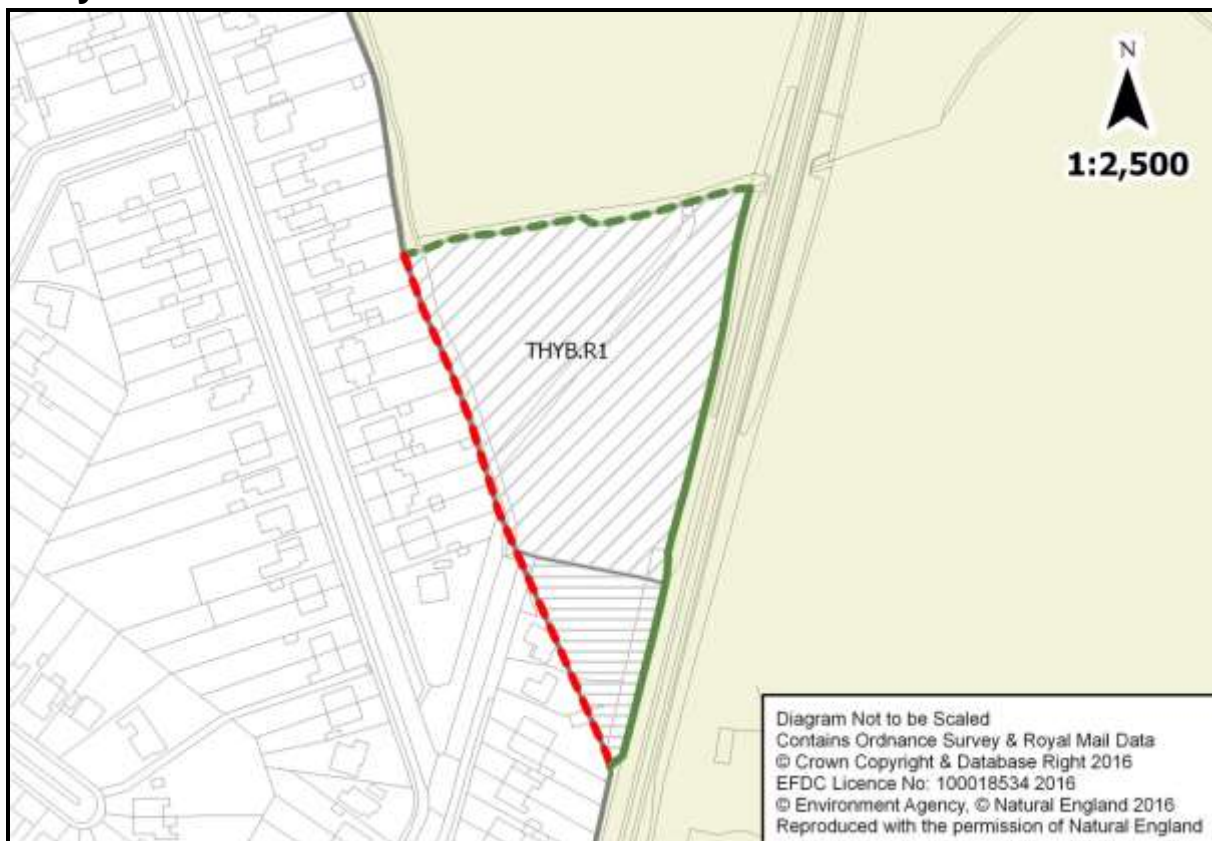 N
1:2,500
THYB.R1
Diagram Not to be Scaled
Contains Ordnance Survey & Royal Mail Data
© Crown Copyright & Database Right 2016
EFDC Licence No: 100018534 2016
© Environment Agency, © Natural England 2016
Reproduced with the permission of Natural England